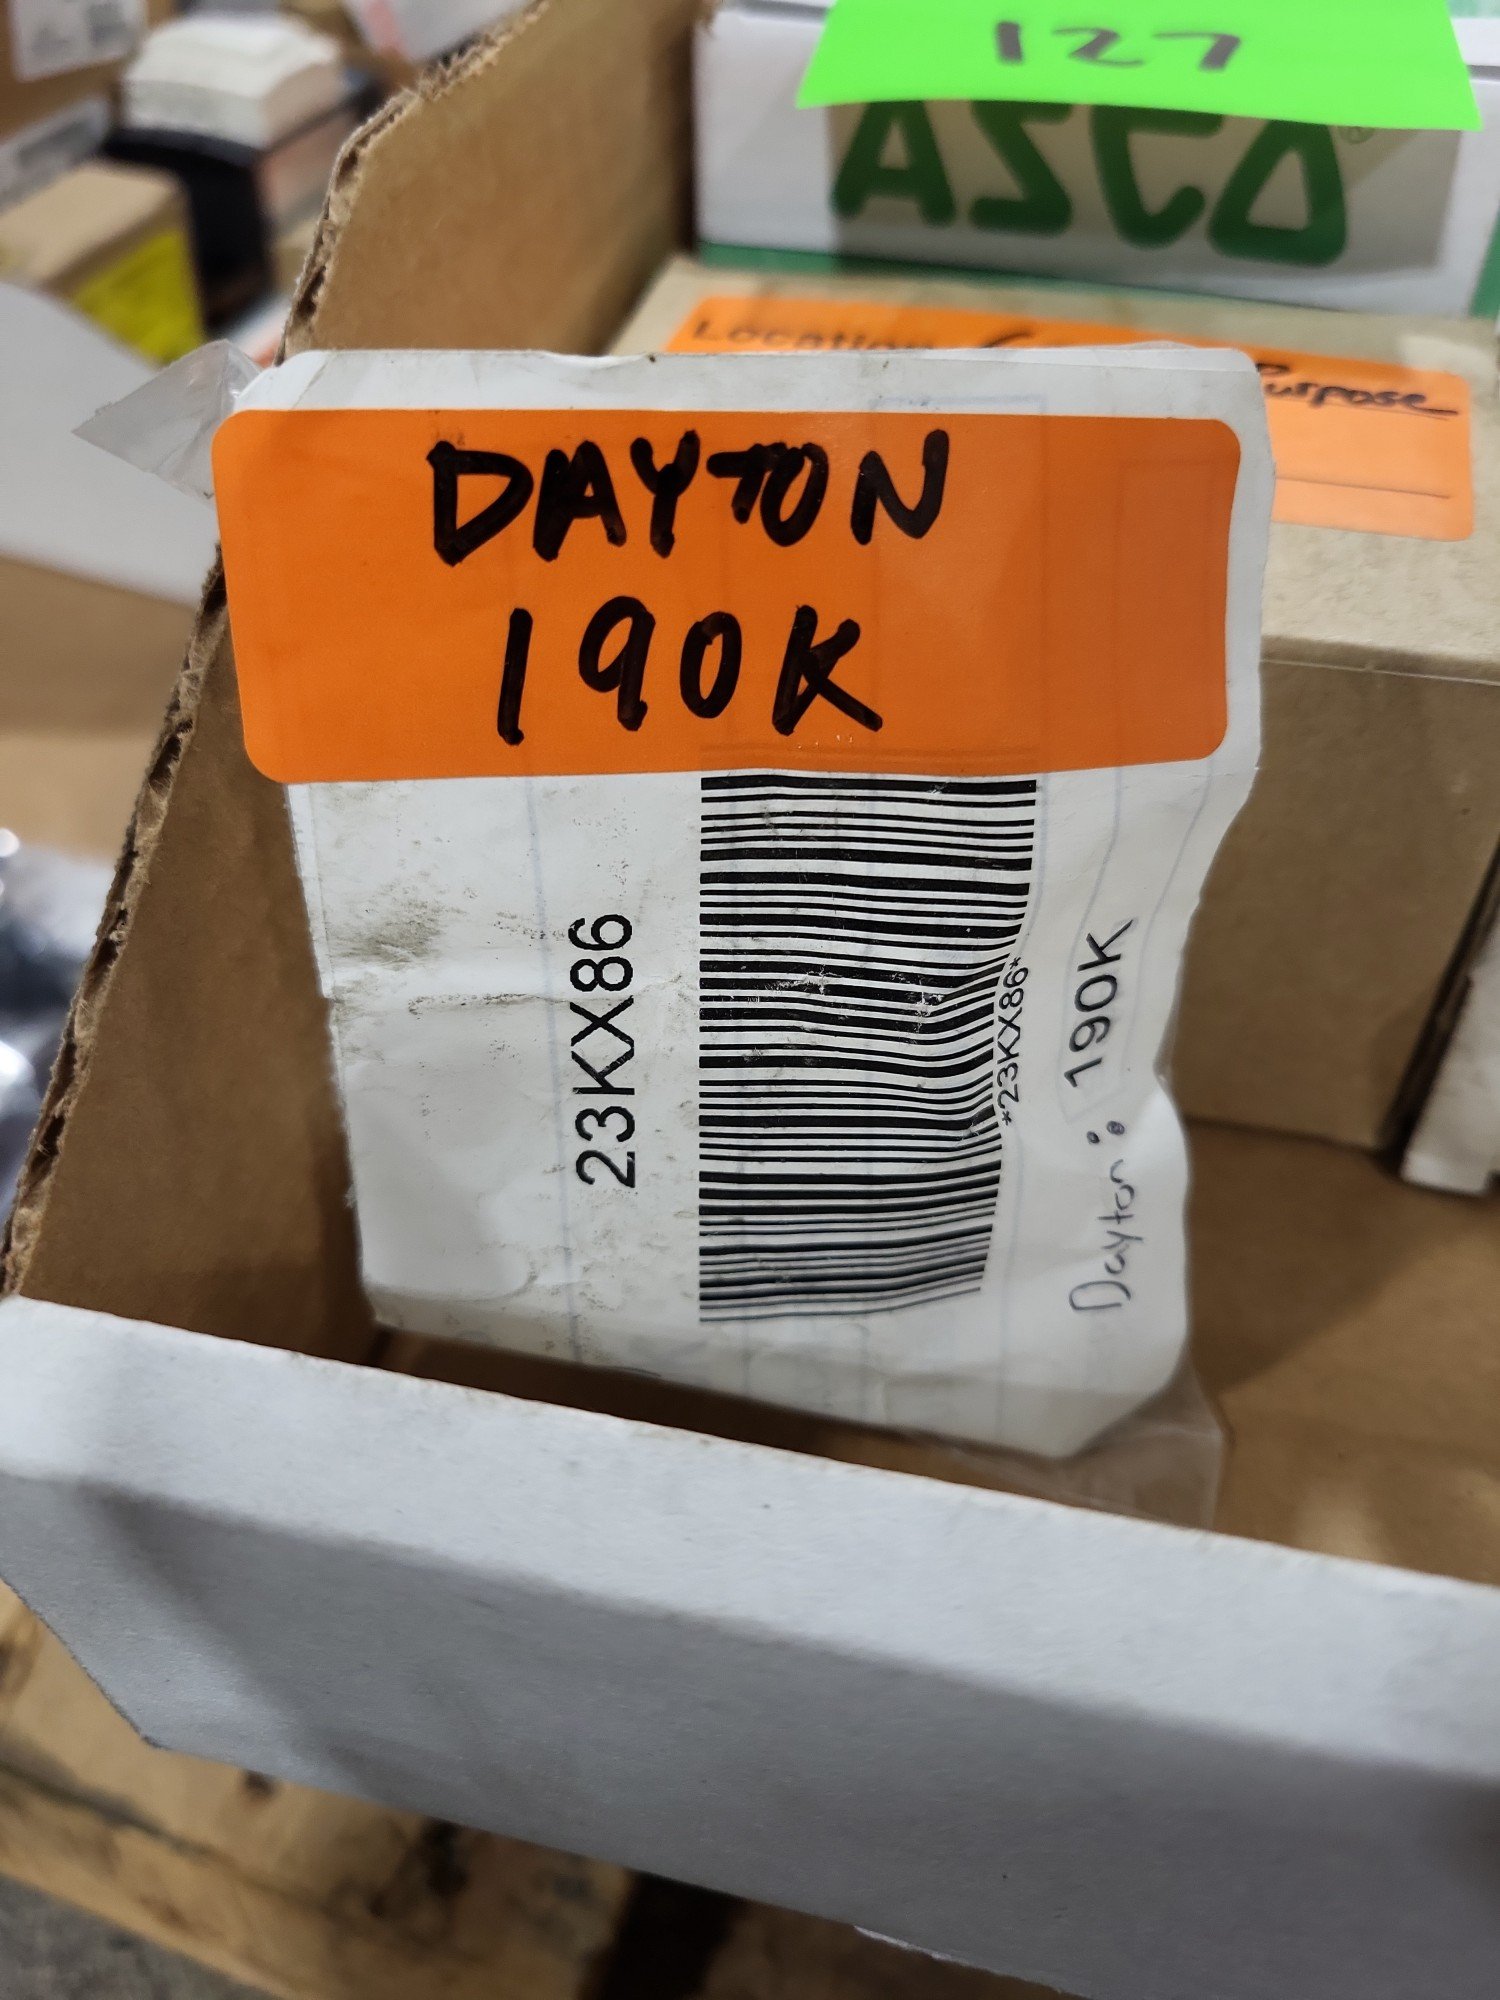 127
ASCO
®
Location
Purpose
DAYTON
190K
23KX86
*23KX86*
Dayton: 190K